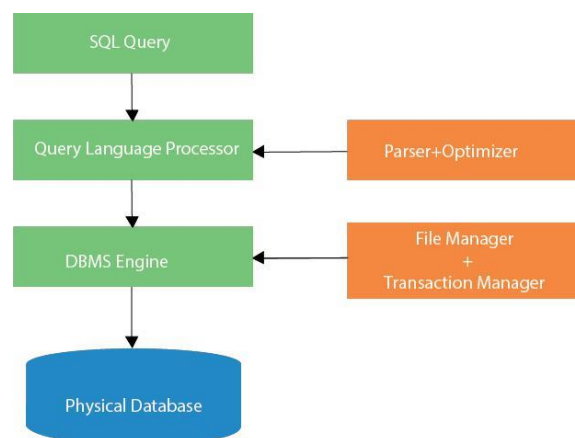 SQL Query
Query Language Processor
Parser+Optimizer
DBMS Engine
File Manager
+
Transaction Manager
Physical Database